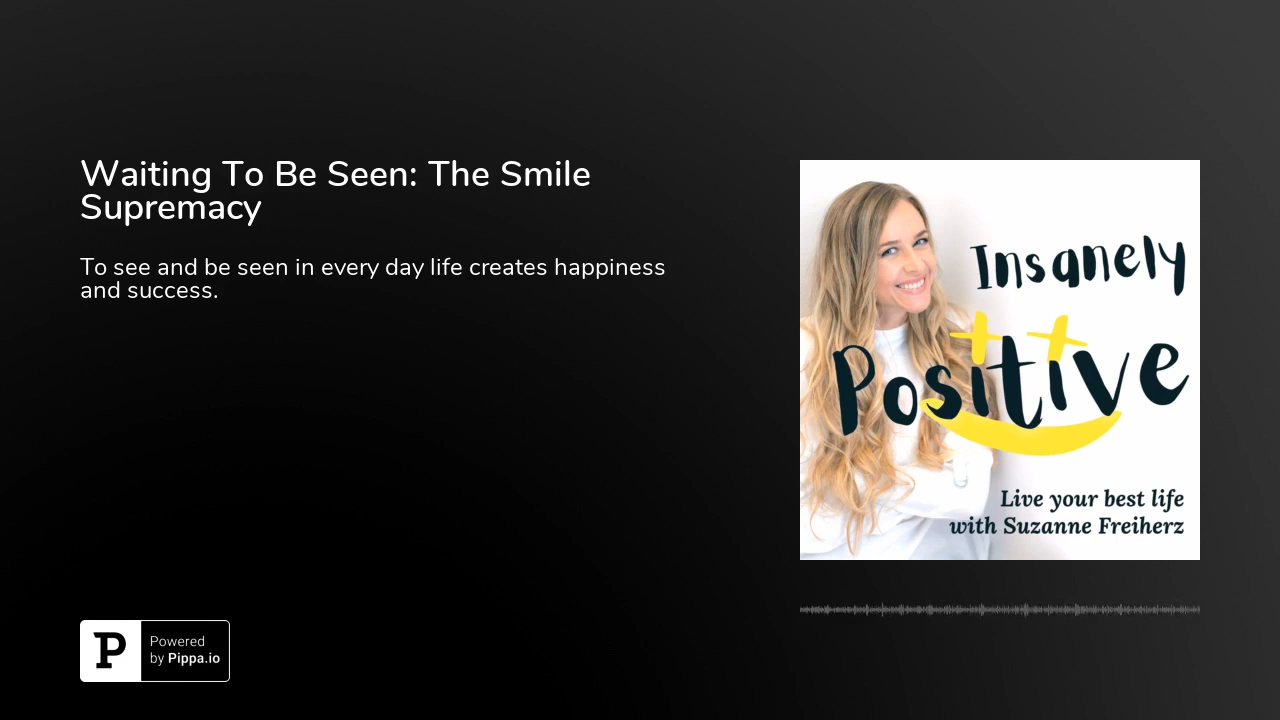 Waiting To Be Seen: The Smile
Supremacy
To see and be seen in every day life creates happiness
and success.
Insanely
Positive
Live your best life
with Suzanne Freiherz
P
Powered
by Pippa.io